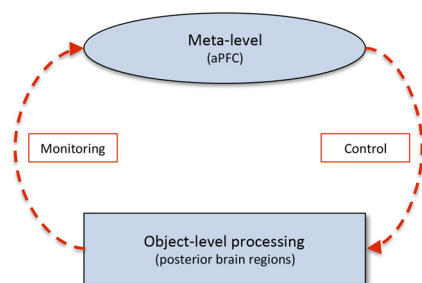 Meta-level
(aPFC)
Monitoring
Control
Object-level processing
(posterior brain regions)